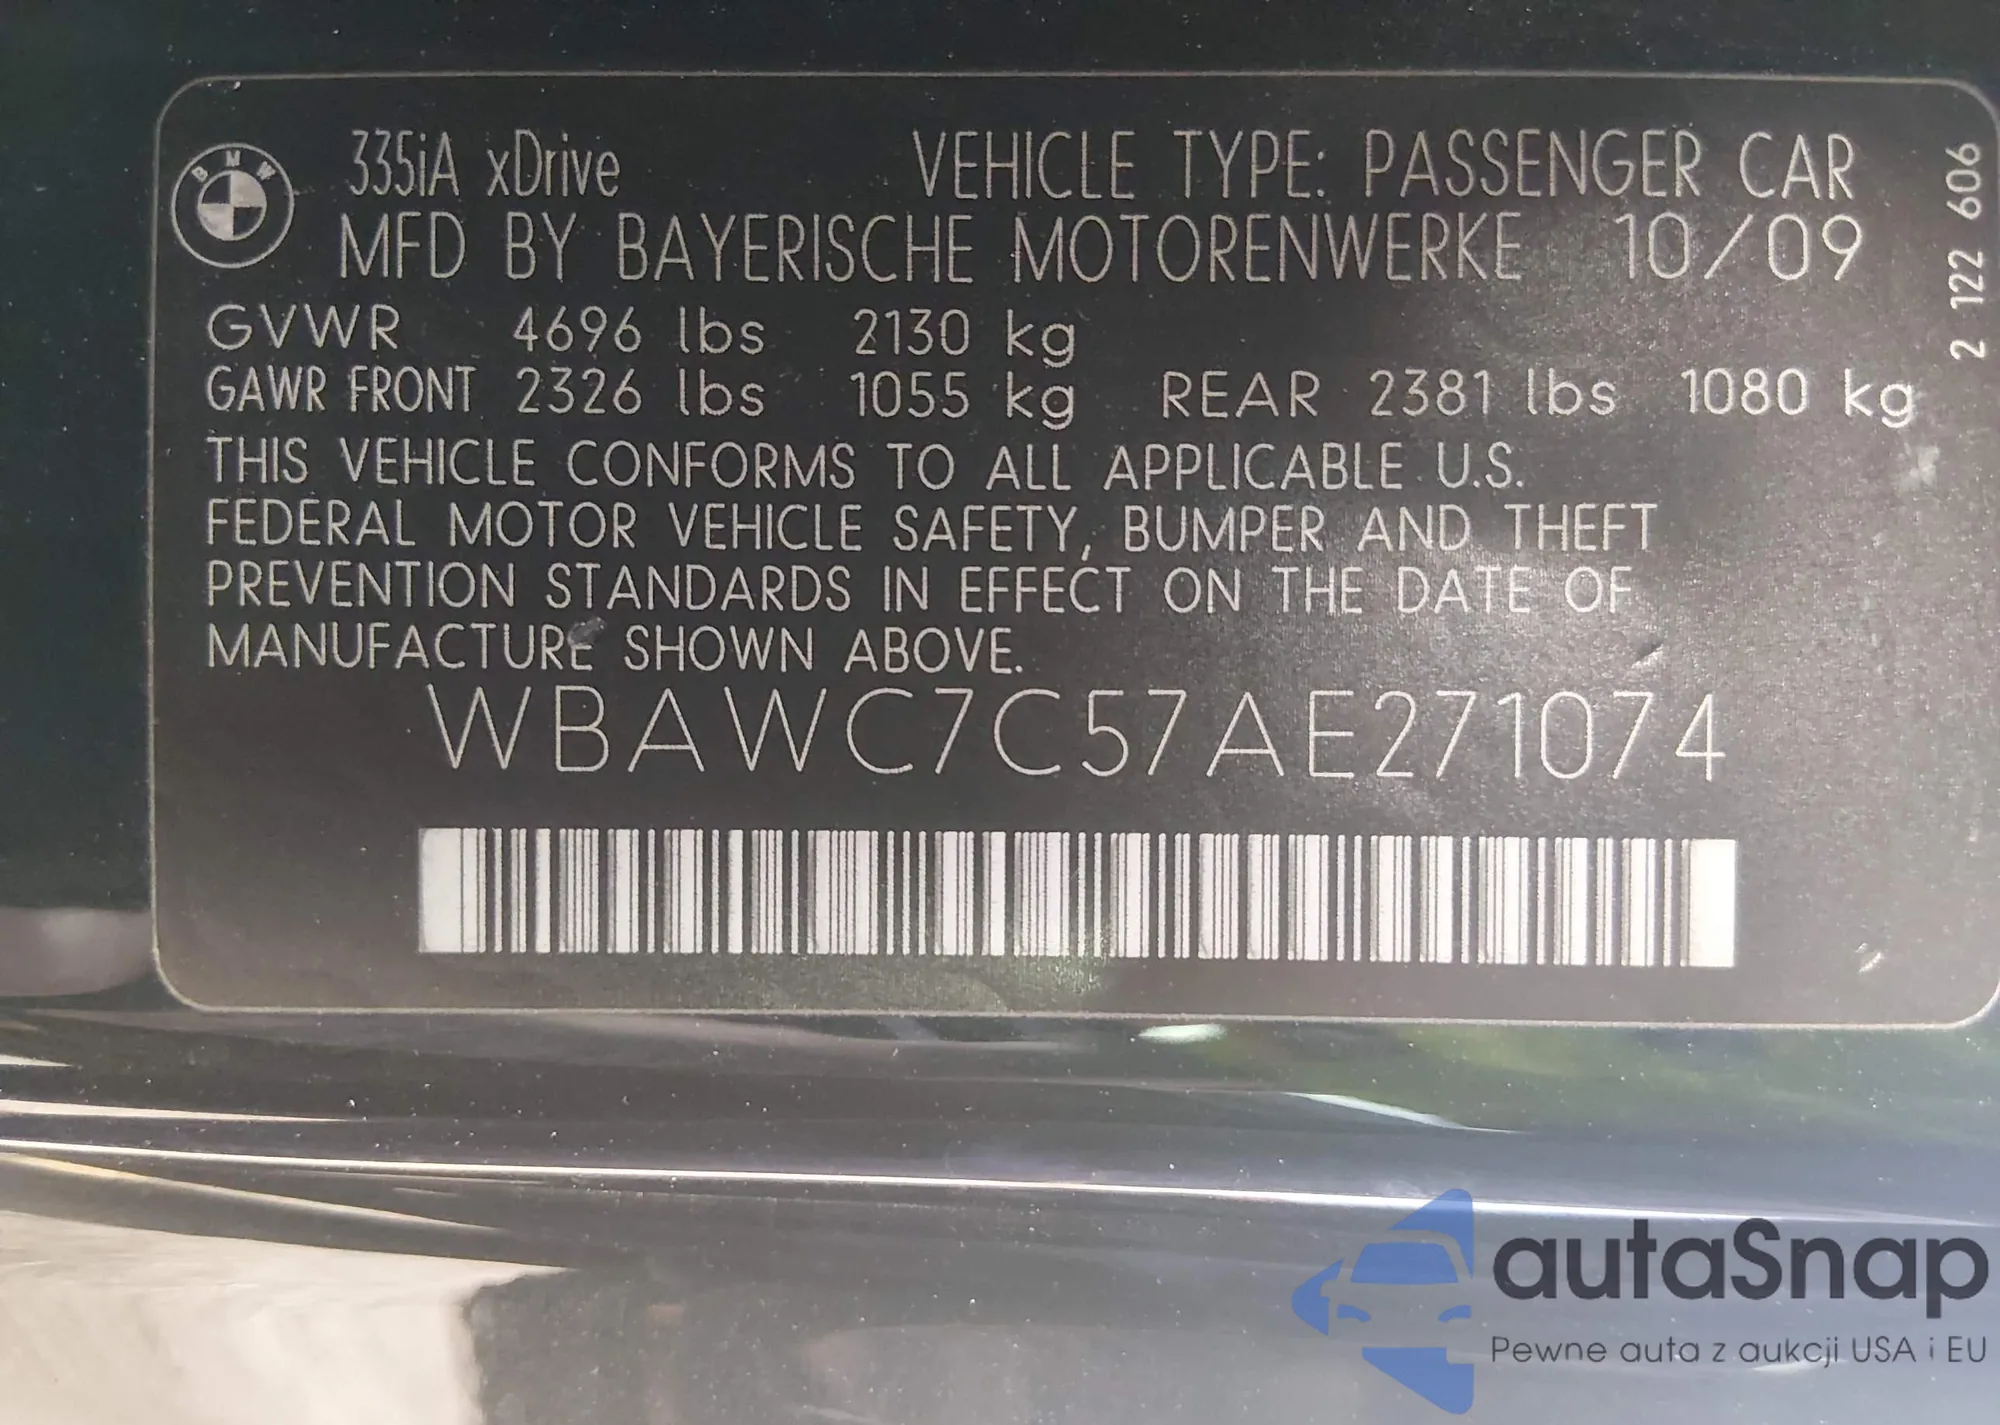 BMW
335iA xDrive VEHICLE TYPE: PASSENGER CAR
MFD BY BAYERISCHE MOTORENWERKE 10/09
GVWR 4696 lbs 2130 kg
GAWR FRONT 2326 lbs 1055 kg REAR 2381 lbs 1080 kg
THIS VEHICLE CONFORMS TO ALL APPLICABLE U.S.
FEDERAL MOTOR VEHICLE SAFETY, BUMPER AND THEFT
PREVENTION STANDARDS IN EFFECT ON THE DATE OF
MANUFACTURE SHOWN ABOVE.
WBAWC7C57AE271074
2 122 606
autaSnap
Pewne auta z aukcji USA i EU